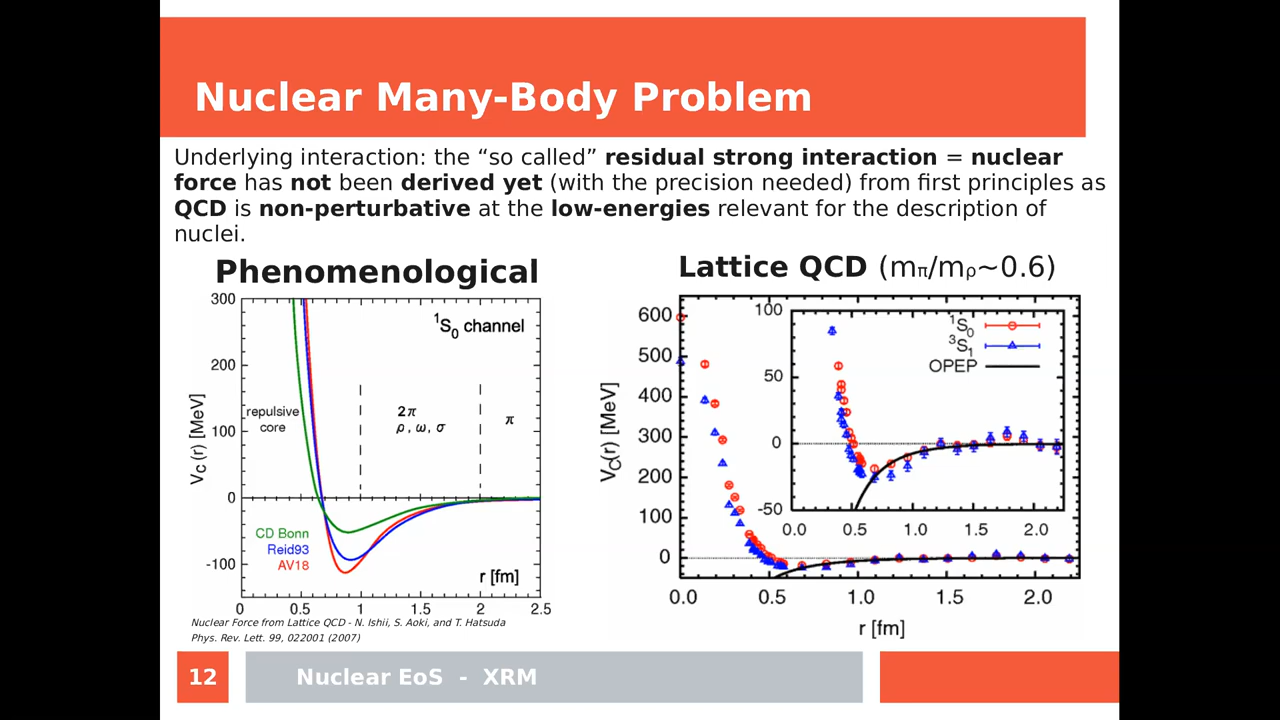 Nuclear Many-Body Problem
Underlying interaction: the “so called” residual strong interaction = nuclear
force has not been derived yet (with the precision needed) from first principles as
QCD is non-perturbative at the low-energies relevant for the description of
nuclei.
Phenomenological
300
200
100
0
-100
V_C (r) [MeV]
¹S₀ channel
repulsive
core
2π
ρ, ω, σ
π
CD Bonn
Reid93
AV18
r [fm]
0 0.5 1 1.5 2 2.5
Nuclear Force from Lattice QCD - N. Ishii, S. Aoki, and T. Hatsuda
Phys. Rev. Lett. 99, 022001 (2007)
Lattice QCD (mπ/mρ~0.6)
600
500
400
300
200
100
0
V_C(r) [MeV]
100
50
0
-50
¹S₀
³S₁
OPEP
0.0 0.5 1.0 1.5 2.0
0.0 0.5 1.0 1.5 2.0
r [fm]
12
Nuclear EoS - XRM